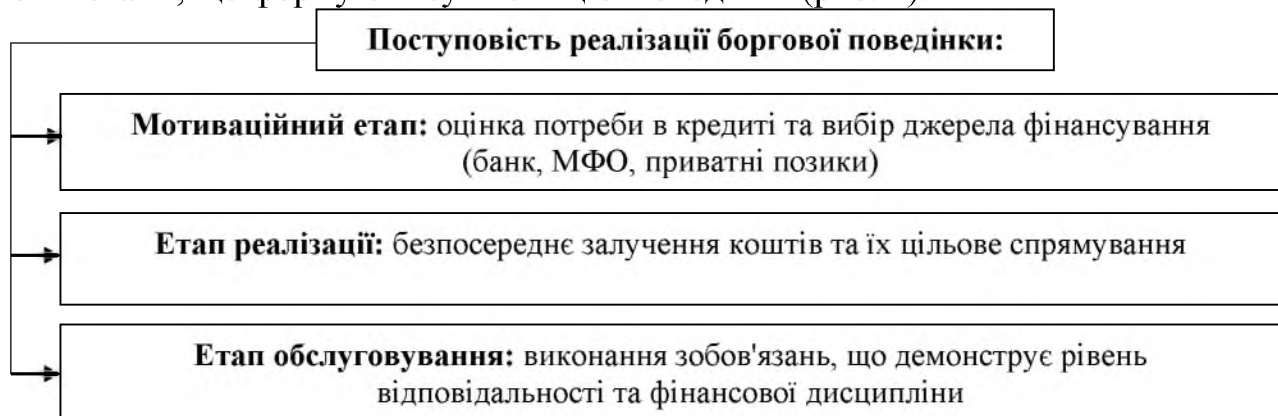 Поступовість реалізації боргової поведінки:
Мотиваційний етап: оцінка потреби в кредиті та вибір джерела фінансування
(банк, МФО, приватні позики)
Етап реалізації: безпосереднє залучення коштів та їх цільове спрямування
Етап обслуговування: виконання зобов'язань, що демонструє рівень
відповідальності та фінансової дисципліни